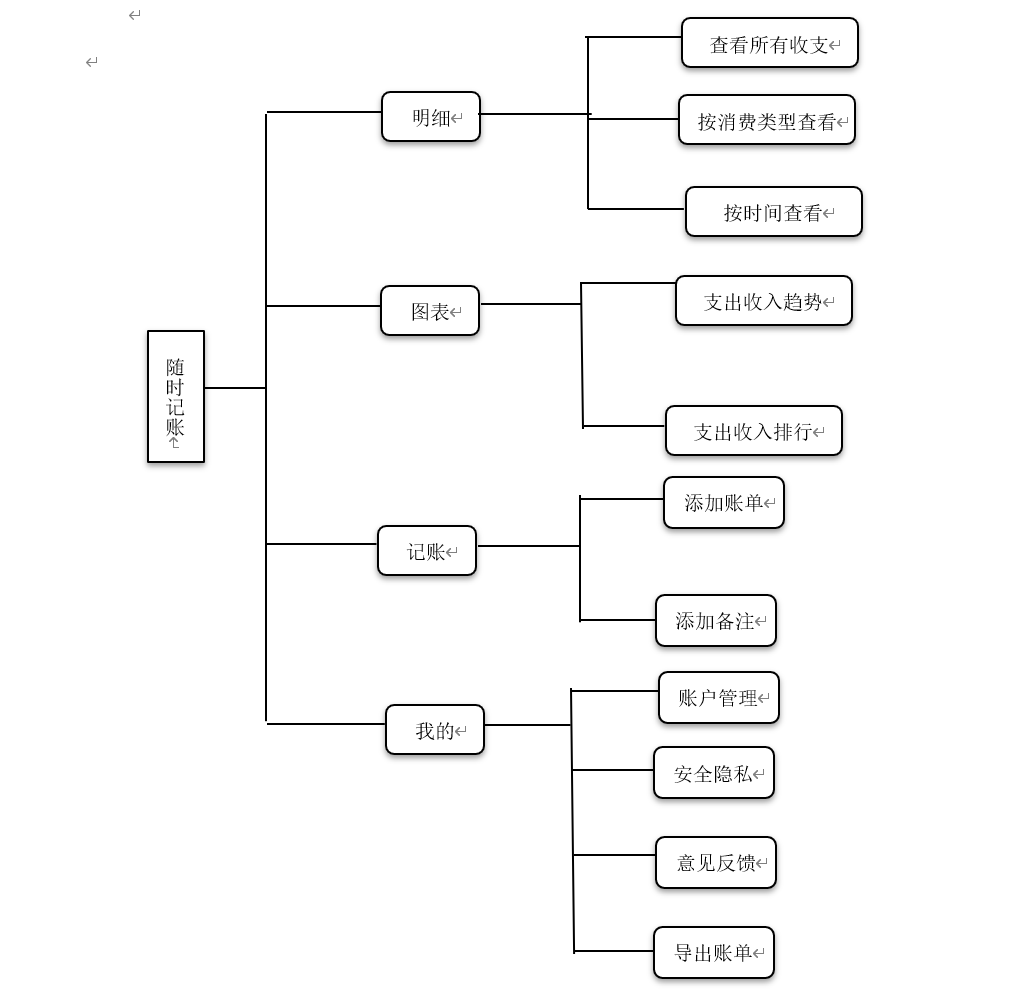 随时记账
明细
查看所有收支
按消费类型查看
按时间查看
图表
支出收入趋势
支出收入排行
记账
添加账单
添加备注
我的
账户管理
安全隐私
意见反馈
导出账单